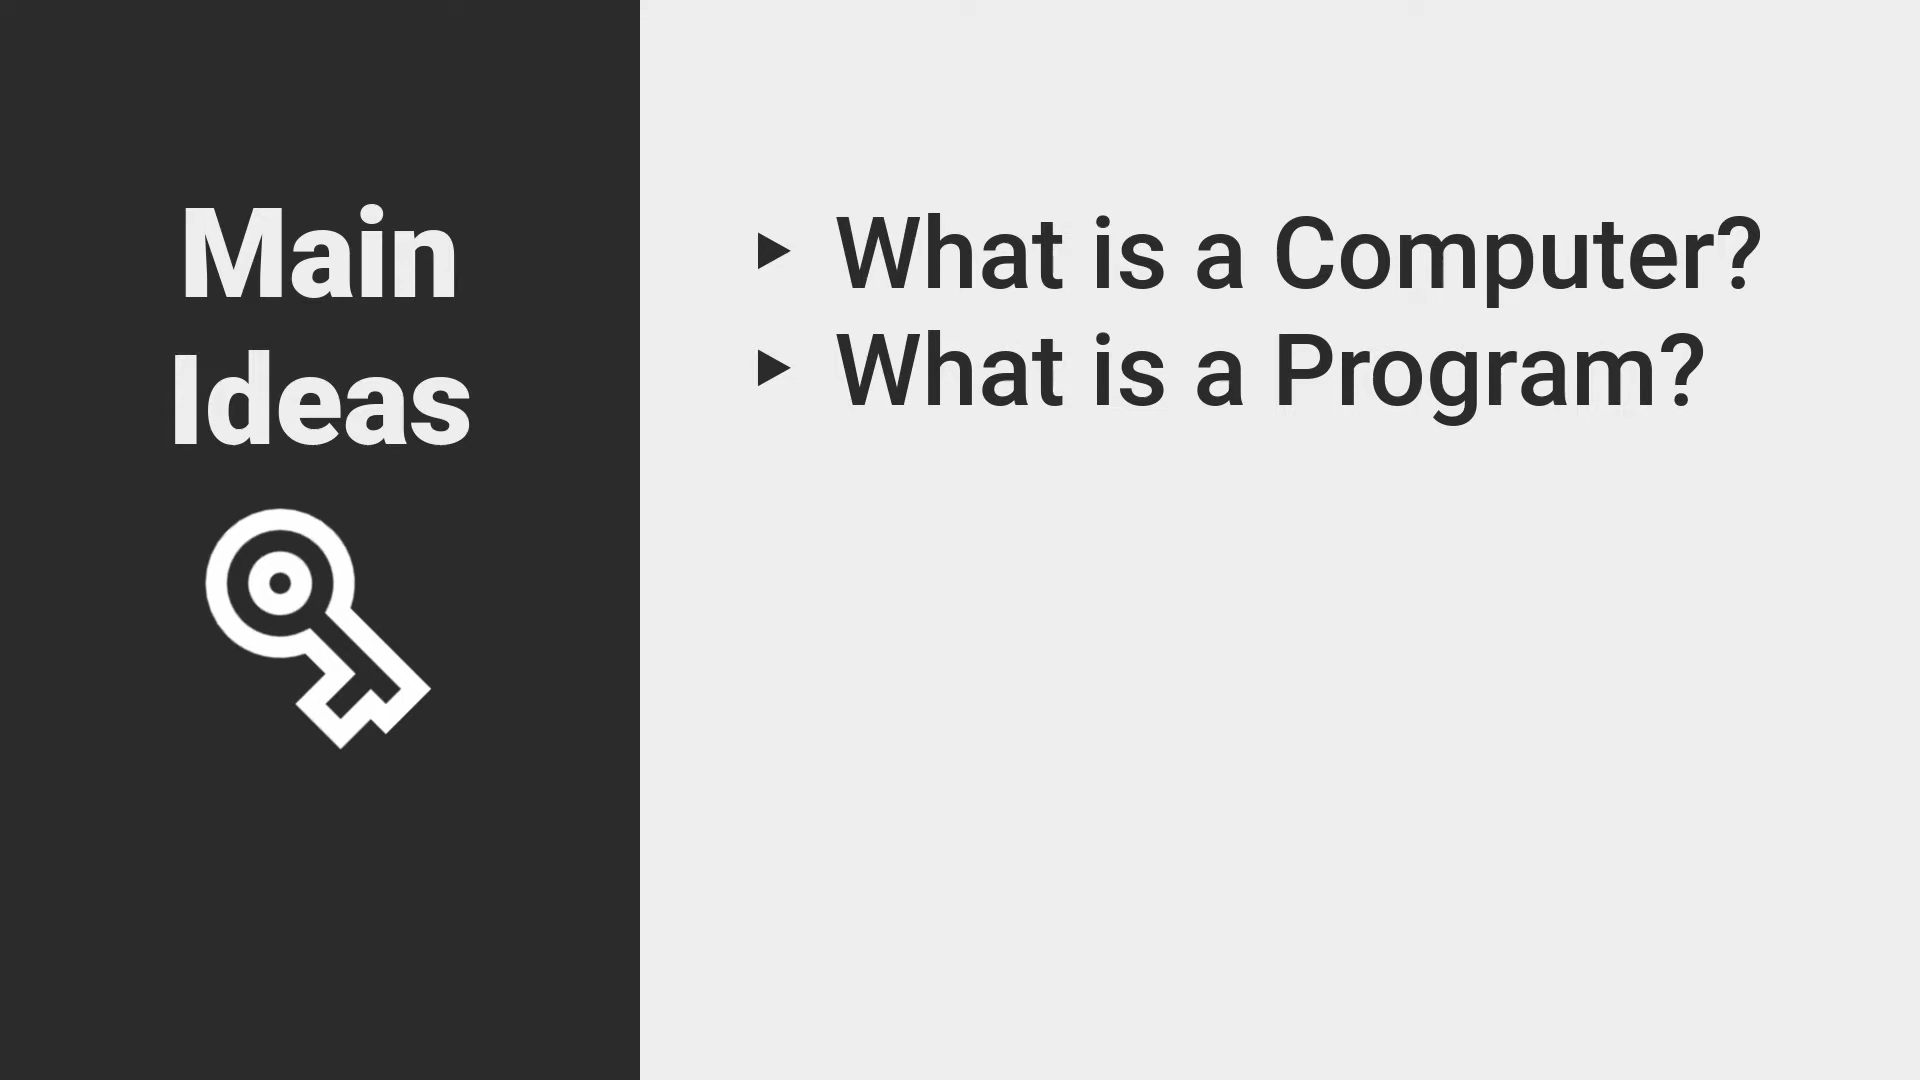 Main
Ideas
▸ What is a Computer?
▸ What is a Program?